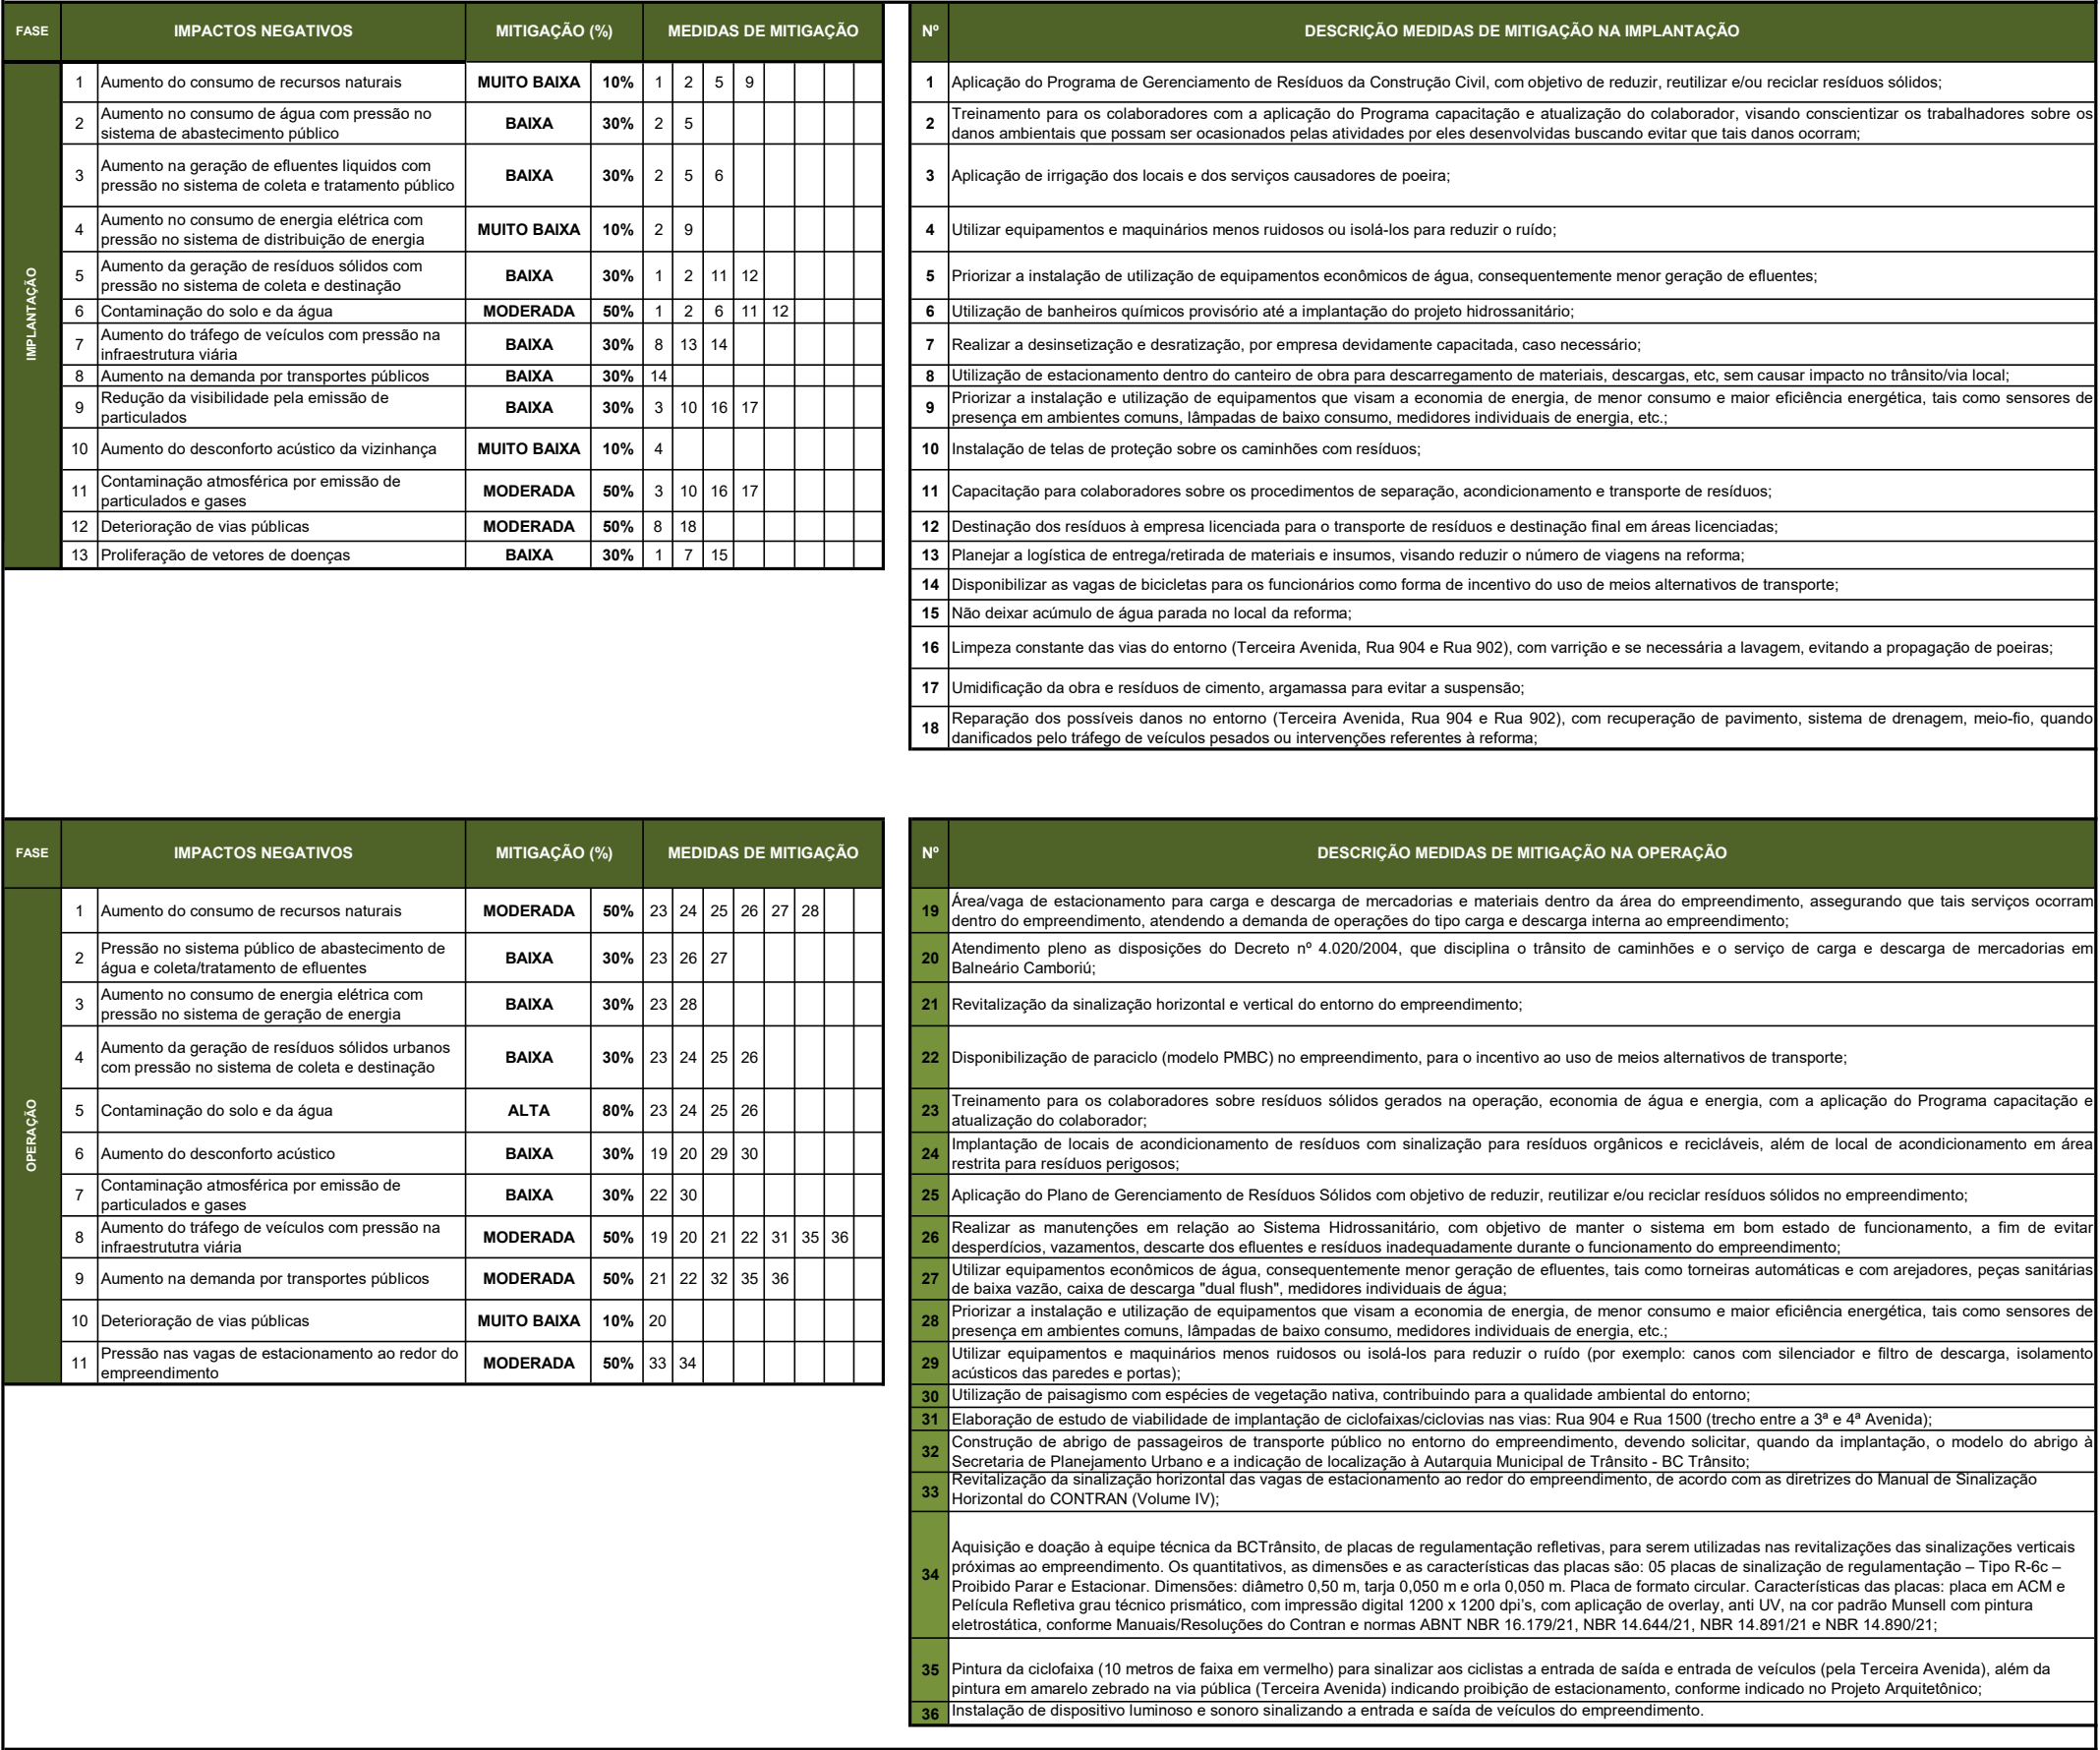 FASE IMPACTOS NEGATIVOS MITIGAÇÃO (%) MEDIDAS DE MITIGAÇÃO
IMPLANTAÇÃO
1 Aumento do consumo de recursos naturais MUITO BAIXA 10% 1 2 5 9
2 Aumento no consumo de água com pressão no
sistema de abastecimento público BAIXA 30% 2 5
3 Aumento na geração de efluentes liquidos com
pressão no sistema de coleta e tratamento público BAIXA 30% 2 5 6
4 Aumento no consumo de energia elétrica com
pressão no sistema de distribuição de energia MUITO BAIXA 10% 2 9
5 Aumento da geração de resíduos sólidos com
pressão no sistema de coleta e destinação BAIXA 30% 1 2 11 12
6 Contaminação do solo e da água MODERADA 50% 1 2 6 11 12
7 Aumento do tráfego de veículos com pressão na
infraestrutura viária BAIXA 30% 8 13 14
8 Aumento na demanda por transportes públicos BAIXA 30% 14
9 Redução da visibilidade pela emissão de
particulados BAIXA 30% 3 10 16 17
10 Aumento do desconforto acústico da vizinhança MUITO BAIXA 10% 4
11 Contaminação atmosférica por emissão de
particulados e gases MODERADA 50% 3 10 16 17
12 Deterioração de vias públicas MODERADA 50% 8 18
13 Proliferação de vetores de doenças BAIXA 30% 1 7 15
Nº DESCRIÇÃO MEDIDAS DE MITIGAÇÃO NA IMPLANTAÇÃO
1 Aplicação do Programa de Gerenciamento de Resíduos da Construção Civil, com objetivo de reduzir, reutilizar e/ou reciclar resíduos sólidos;
2 Treinamento para os colaboradores com a aplicação do Programa capacitação e atualização do colaborador, visando conscientizar os trabalhadores sobre os
danos ambientais que possam ser ocasionados pelas atividades por eles desenvolvidas buscando evitar que tais danos ocorram;
3 Aplicação de irrigação dos locais e dos serviços causadores de poeira;
4 Utilizar equipamentos e maquinários menos ruidosos ou isolá-los para reduzir o ruído;
5 Priorizar a instalação de utilização de equipamentos econômicos de água, consequentemente menor geração de efluentes;
6 Utilização de banheiros químicos provisório até a implantação do projeto hidrossanitário;
7 Realizar a desinsetização e desratização, por empresa devidamente capacitada, caso necessário;
8 Utilização de estacionamento dentro do canteiro de obra para descarregamento de materiais, descargas, etc, sem causar impacto no trânsito/via local;
9 Priorizar a instalação e utilização de equipamentos que visam a economia de energia, de menor consumo e maior eficiência energética, tais como sensores de
presença em ambientes comuns, lâmpadas de baixo consumo, medidores individuais de energia, etc.;
10 Instalação de telas de proteção sobre os caminhões com resíduos;
11 Capacitação para colaboradores sobre os procedimentos de separação, acondicionamento e transporte de resíduos;
12 Destinação dos resíduos à empresa licenciada para o transporte de resíduos e destinação final em áreas licenciadas;
13 Planejar a logística de entrega/retirada de materiais e insumos, visando reduzir o número de viagens na reforma;
14 Disponibilizar as vagas de bicicletas para os funcionários como forma de incentivo do uso de meios alternativos de transporte;
15 Não deixar acúmulo de água parada no local da reforma;
16 Limpeza constante das vias do entorno (Terceira Avenida, Rua 904 e Rua 902), com varrição e se necessária a lavagem, evitando a propagação de poeiras;
17 Umidificação da obra e resíduos de cimento, argamassa para evitar a suspensão;
18 Reparação dos possíveis danos no entorno (Terceira Avenida, Rua 904 e Rua 902), com recuperação de pavimento, sistema de drenagem, meio-fio, quando
danificados pelo tráfego de veículos pesados ou intervenções referentes à reforma;
FASE IMPACTOS NEGATIVOS MITIGAÇÃO (%) MEDIDAS DE MITIGAÇÃO
OPERAÇÃO
1 Aumento do consumo de recursos naturais MODERADA 50% 23 24 25 26 27 28
2 Pressão no sistema público de abastecimento de
água e coleta/tratamento de efluentes BAIXA 30% 23 26 27
3 Aumento no consumo de energia elétrica com
pressão no sistema de geração de energia BAIXA 30% 23 28
4 Aumento da geração de resíduos sólidos urbanos
com pressão no sistema de coleta e destinação BAIXA 30% 23 24 25 26
5 Contaminação do solo e da água ALTA 80% 23 24 25 26
6 Aumento do desconforto acústico BAIXA 30% 19 20 29 30
7 Contaminação atmosférica por emissão de
particulados e gases BAIXA 30% 22 30
8 Aumento do tráfego de veículos com pressão na
infraestrututra viária MODERADA 50% 19 20 21 22 31 35 36
9 Aumento na demanda por transportes públicos MODERADA 50% 21 22 32 35 36
10 Deterioração de vias públicas MUITO BAIXA 10% 20
11 Pressão nas vagas de estacionamento ao redor do
empreendimento MODERADA 50% 33 34
Nº DESCRIÇÃO MEDIDAS DE MITIGAÇÃO NA OPERAÇÃO
19 Área/vaga de estacionamento para carga e descarga de mercadorias e materiais dentro da área do empreendimento, assegurando que tais serviços ocorram
dentro do empreendimento, atendendo a demanda de operações do tipo carga e descarga interna ao empreendimento;
20 Atendimento pleno as disposições do Decreto nº 4.020/2004, que disciplina o trânsito de caminhões e o serviço de carga e descarga de mercadorias em
Balneário Camboriú;
21 Revitalização da sinalização horizontal e vertical do entorno do empreendimento;
22 Disponibilização de paraciclo (modelo PMBC) no empreendimento, para o incentivo ao uso de meios alternativos de transporte;
23 Treinamento para os colaboradores sobre resíduos sólidos gerados na operação, economia de água e energia, com a aplicação do Programa capacitação e
atualização do colaborador;
24 Implantação de locais de acondicionamento de resíduos com sinalização para resíduos orgânicos e recicláveis, além de local de acondicionamento em área
restrita para resíduos perigosos;
25 Aplicação do Plano de Gerenciamento de Resíduos Sólidos com objetivo de reduzir, reutilizar e/ou reciclar resíduos sólidos no empreendimento;
26 Realizar as manutenções em relação ao Sistema Hidrossanitário, com objetivo de manter o sistema em bom estado de funcionamento, a fim de evitar
desperdícios, vazamentos, descarte dos efluentes e resíduos inadequadamente durante o funcionamento do empreendimento;
27 Utilizar equipamentos econômicos de água, consequentemente menor geração de efluentes, tais como torneiras automáticas e com arejadores, peças sanitárias
de baixa vazão, caixa de descarga "dual flush", medidores individuais de água;
28 Priorizar a instalação e utilização de equipamentos que visam a economia de energia, de menor consumo e maior eficiência energética, tais como sensores de
presença em ambientes comuns, lâmpadas de baixo consumo, medidores individuais de energia, etc.;
29 Utilizar equipamentos e maquinários menos ruidosos ou isolá-los para reduzir o ruído (por exemplo: canos com silenciador e filtro de descarga, isolamento
acústicos das paredes e portas);
30 Utilização de paisagismo com espécies de vegetação nativa, contribuindo para a qualidade ambiental do entorno;
31 Elaboração de estudo de viabilidade de implantação de ciclofaixas/ciclovias nas vias: Rua 904 e Rua 1500 (trecho entre a 3ª e 4ª Avenida);
32 Construção de abrigo de passageiros de transporte público no entorno do empreendimento, devendo solicitar, quando da implantação, o modelo do abrigo à
Secretaria de Planejamento Urbano e a indicação de localização à Autarquia Municipal de Trânsito - BC Trânsito;
33 Revitalização da sinalização horizontal das vagas de estacionamento ao redor do empreendimento, de acordo com as diretrizes do Manual de Sinalização
Horizontal do CONTRAN (Volume IV);
34 Aquisição e doação à equipe técnica da BCTrânsito, de placas de regulamentação refletivas, para serem utilizadas nas revitalizações das sinalizações verticais
próximas ao empreendimento. Os quantitativos, as dimensões e as características das placas são: 05 placas de sinalização de regulamentação – Tipo R-6c –
Proibido Parar e Estacionar. Dimensões: diâmetro 0,50 m, tarja 0,050 m e orla 0,050 m. Placa de formato circular. Características das placas: placa em ACM e
Película Refletiva grau técnico prismático, com impressão digital 1200 x 1200 dpi's, com aplicação de overlay, anti UV, na cor padrão Munsell com pintura
eletrostática, conforme Manuais/Resoluções do Contran e normas ABNT NBR 16.179/21, NBR 14.644/21, NBR 14.891/21 e NBR 14.890/21;
35 Pintura da ciclofaixa (10 metros de faixa em vermelho) para sinalizar aos ciclistas a entrada de saída e entrada de veículos (pela Terceira Avenida), além da
pintura em amarelo zebrado na via pública (Terceira Avenida) indicando proibição de estacionamento, conforme indicado no Projeto Arquitetônico;
36 Instalação de dispositivo luminoso e sonoro sinalizando a entrada e saída de veículos do empreendimento.